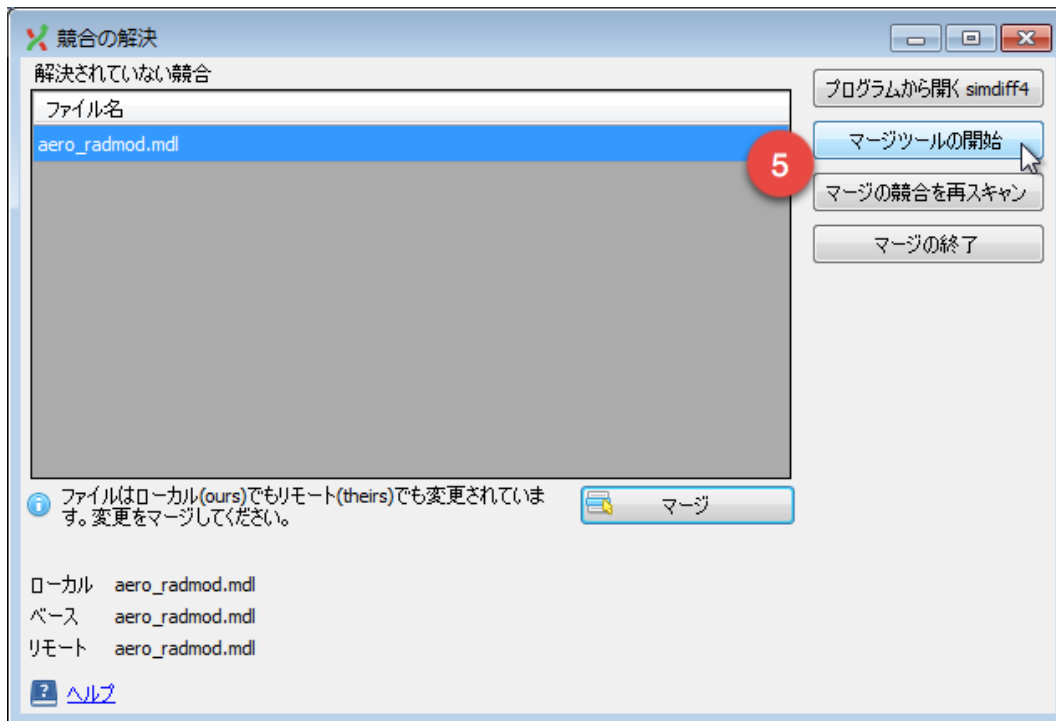 競合の解決
解決されていない競合
ファイル名
aero_radmod.mdl
プログラムから開く simdiff4
マージツールの開始
5
マージの競合を再スキャン
マージの終了
ファイルはローカル(ours)でもリモート(theirs)でも変更されていま
す。変更をマージしてください。
マージ
ローカル aero_radmod.mdl
ベース aero_radmod.mdl
リモート aero_radmod.mdl
? ヘルプ